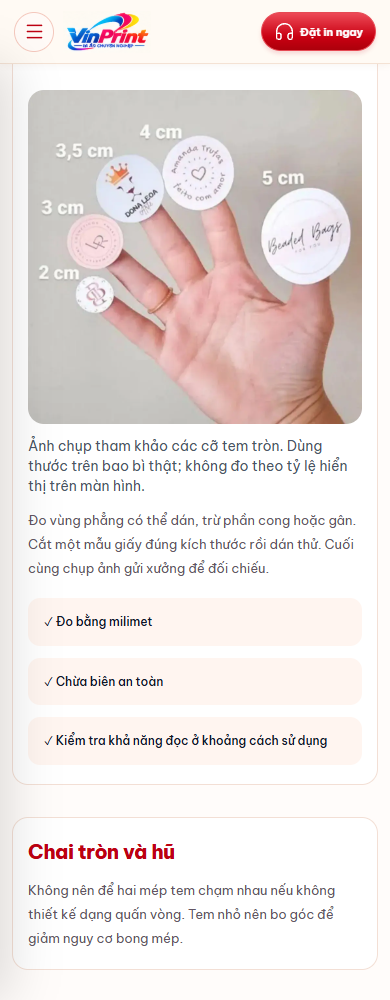 VinPrint
IN ẤN CHUYÊN NGHIỆP
Đặt in ngay
4 cm
3,5 cm
5 cm
3 cm
2 cm
Amanda Trufas
feito com amor
DONA LEOA
Beaded Bags
Ảnh chụp tham khảo các cỡ tem tròn. Dùng
thước trên bao bì thật; không đo theo tỷ lệ hiển
thị trên màn hình.
Đo vùng phẳng có thể dán, trừ phần cong hoặc gân.
Cắt một mẫu giấy đúng kích thước rồi dán thử. Cuối
cùng chụp ảnh gửi xưởng để đối chiếu.
✓ Đo bằng milimet
✓ Chừa biên an toàn
✓ Kiểm tra khả năng đọc ở khoảng cách sử dụng
Chai tròn và hũ
Không nên để hai mép tem chạm nhau nếu không
thiết kế dạng quấn vòng. Tem nhỏ nên bo góc để
giảm nguy cơ bong mép.